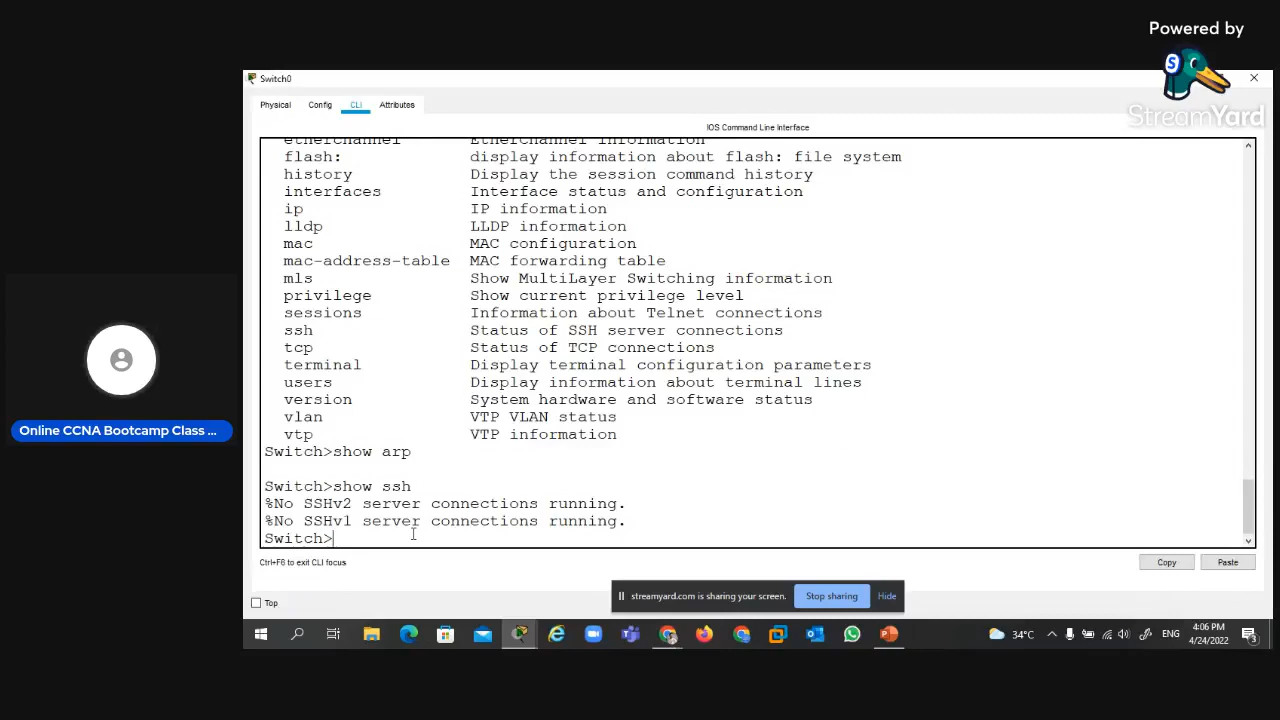 Powered by
StreamYard
Switch0
Physical Config CLI Attributes
IOS Command Line Interface
etherchannel EtherChannel information
flash: display information about flash: file system
history Display the session command history
interfaces Interface status and configuration
ip IP information
lldp LLDP information
mac MAC configuration
mac-address-table MAC forwarding table
mls Show MultiLayer Switching information
privilege Show current privilege level
sessions Information about Telnet connections
ssh Status of SSH server connections
tcp Status of TCP connections
terminal Display terminal configuration parameters
users Display information about terminal lines
version System hardware and software status
vlan VTP VLAN status
vtp VTP information
Switch>show arp
Switch>show ssh
%No SSHv2 server connections running.
%No SSHv1 server connections running.
Switch>
Online CCNA Bootcamp Class ...
Ctrl+F6 to exit CLI focus
Copy Paste
streamyard.com is sharing your screen. Stop sharing Hide
Top
34°C ENG 4:06 PM
4/24/2022 3